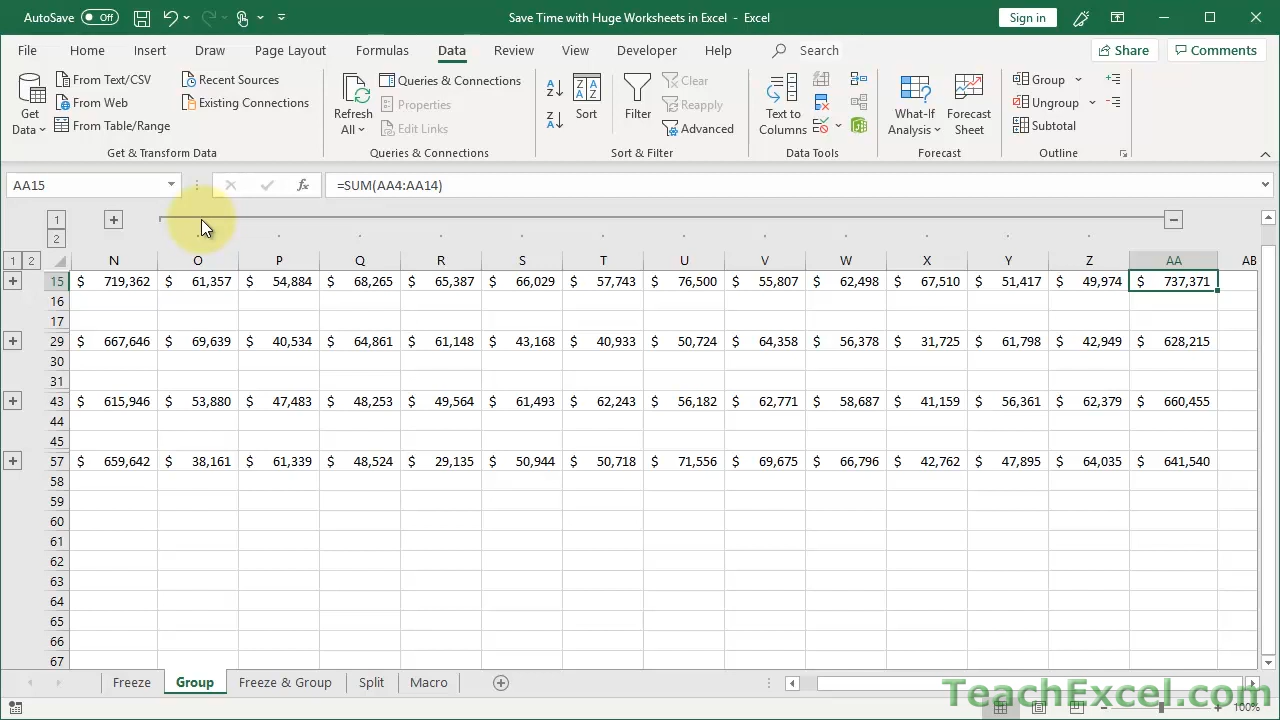 AutoSave Off Save Time with Huge Worksheets in Excel - Excel Sign in
File Home Insert Draw Page Layout Formulas Data Review View Developer Help Search Share Comments
Get Data
From Text/CSV
From Web
From Table/Range
Recent Sources
Existing Connections
Get & Transform Data
Refresh All
Queries & Connections
Properties
Edit Links
Queries & Connections
Sort
Filter
Clear
Reapply
Advanced
Sort & Filter
Text to Columns
Data Tools
What-If Analysis
Forecast Sheet
Forecast
Group
Ungroup
Subtotal
Outline
AA15 fx =SUM(AA4:AA14)
1
2
1 2 N O P Q R S T U V W X Y Z AA AB
15 $ 719,362 $ 61,357 $ 54,884 $ 68,265 $ 65,387 $ 66,029 $ 57,743 $ 76,500 $ 55,807 $ 62,498 $ 67,510 $ 51,417 $ 49,974 $ 737,371
16
17
29 $ 667,646 $ 69,639 $ 40,534 $ 64,861 $ 61,148 $ 43,168 $ 40,933 $ 50,724 $ 64,358 $ 56,378 $ 31,725 $ 61,798 $ 42,949 $ 628,215
30
31
43 $ 615,946 $ 53,880 $ 47,483 $ 48,253 $ 49,564 $ 61,493 $ 62,243 $ 56,182 $ 62,771 $ 58,687 $ 41,159 $ 56,361 $ 62,379 $ 660,455
44
45
57 $ 659,642 $ 38,161 $ 61,339 $ 48,524 $ 29,135 $ 50,944 $ 50,718 $ 71,556 $ 69,675 $ 66,796 $ 42,762 $ 47,895 $ 64,035 $ 641,540
58
59
60
61
62
63
64
65
66
67
Freeze Group Freeze & Group Split Macro
TeachExcel.com
100%